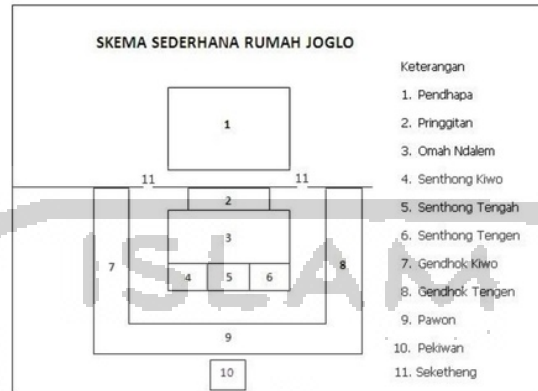 SKEMA SEDERHANA RUMAH JOGLO
Keterangan
1. Pendhapa
2. Pringgitan
3. Omah Ndalem
4. Senthong Kiwo
5. Senthong Tengah
6. Senthong Tengen
7. Gendhok Kiwo
8. Gendhok Tengen
9. Pawon
10. Pekiwan
11. Seketheng
1
11 11
2
3
7 8
4 5 6
9
10
ISLAM